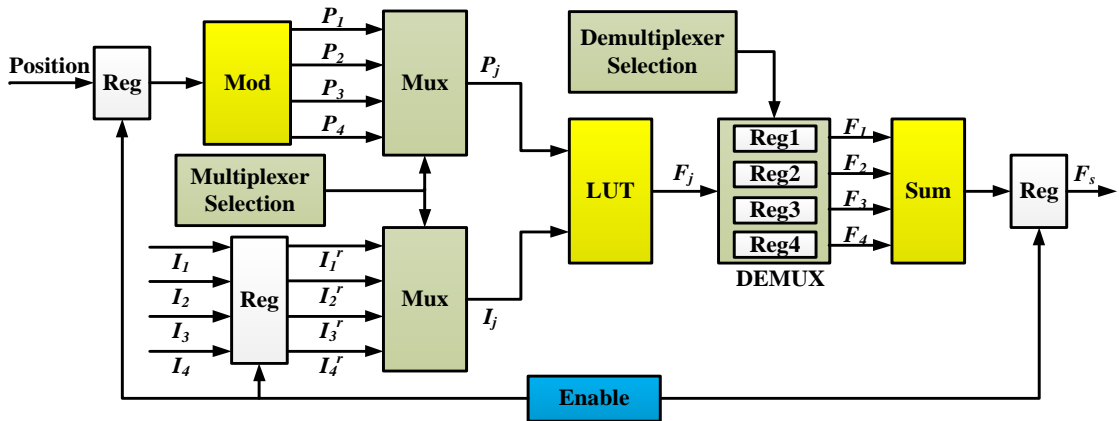 Position
Reg
Mod
P₁
P₂
P₃
P₄
Mux
Pⱼ
Multiplexer
Selection
I₁
I₂
I₃
I₄
Reg
I₁ʳ
I₂ʳ
I₃ʳ
I₄ʳ
Mux
Iⱼ
LUT
Fⱼ
Demultiplexer
Selection
Reg1
Reg2
Reg3
Reg4
DEMUX
F₁
F₂
F₃
F₄
Sum
Reg
Fₛ
Enable